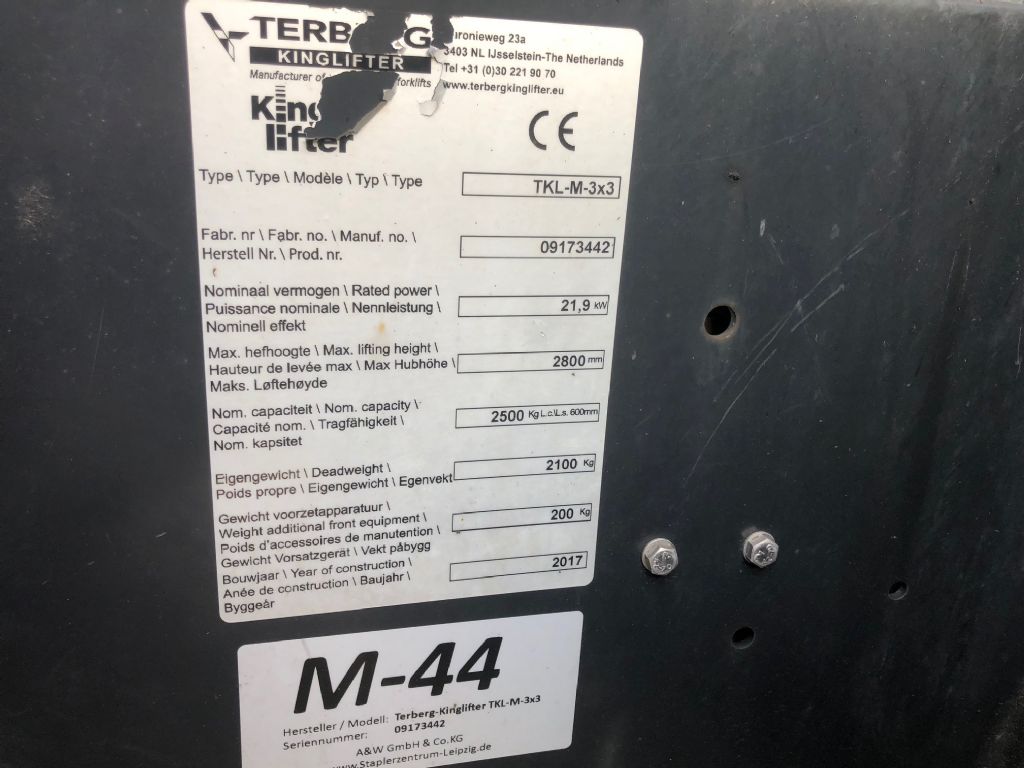 TERB G
KINGLIFTER
Manufacturer of forklifts
King
lifter
uronieweg 23a
3403 NL IJsselstein-The Netherlands
Tel +31 (0)30 221 90 70
www.terbergkinglifter.eu
CE
Type \ Type \ Modèle \ Typ \ Type
TKL-M-3x3
Fabr. nr \ Fabr. no. \ Manuf. no. \
Herstell Nr. \ Prod. nr.
09173442
Nominaal vermogen \ Rated power \
Puissance nominale \ Nennleistung \
Nominell effekt
21,9 kW
Max. hefhoogte \ Max. lifting height \
Hauteur de levée max \ Max Hubhöhe \
Maks. Løftehøyde
2800 mm
Nom. capaciteit \ Nom. capacity \
Capacité nom. \ Tragfähigkeit \
Nom. kapsitet
2500 Kg L.c.\L.s. 600mm
Eigengewicht \ Deadweight \
Poids propre \ Eigengewicht \ Egenvekt
2100 Kg
Gewicht voorzetapparatuur \
Weight additional front equipment \
Poids d'accessoires de manutention \
Gewicht Vorsatzgerät \ Vekt påbygg
200 Kg
Bouwjaar \ Year of construction \
Anée de construction \ Baujahr \
Byggeår
2017
M-44
Hersteller / Modell: Terberg-Kinglifter TKL-M-3x3
Seriennummer: 09173442
A&W GmbH & Co.KG
www.Staplerzentrum-Leipzig.de